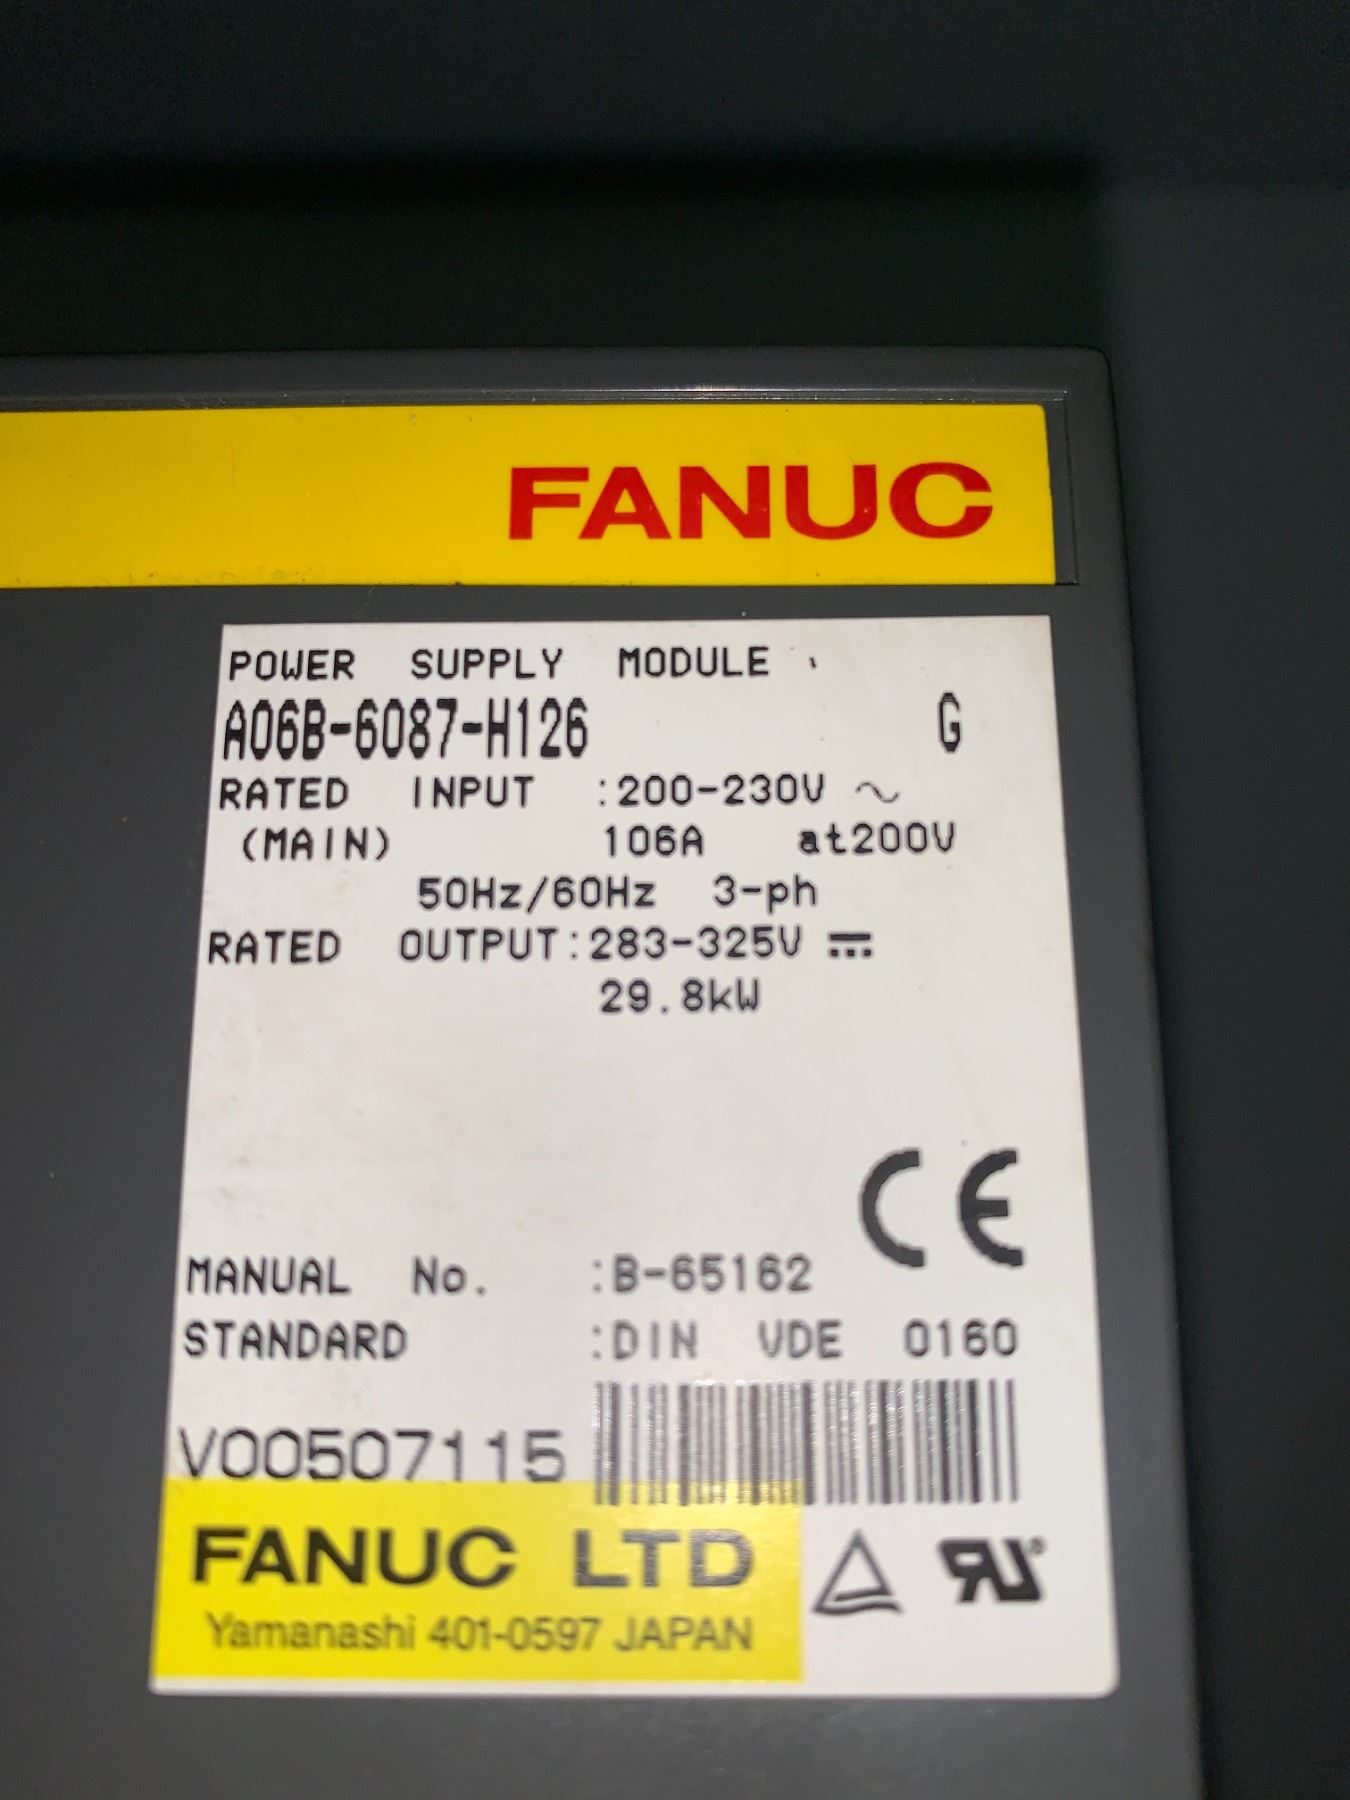 FANUC
POWER SUPPLY MODULE
A06B-6087-H126 G
RATED INPUT :200-230V ~
(MAIN) 106A at200V
50Hz/60Hz 3-ph
RATED OUTPUT:283-325V ⎓
29.8kW
CE
MANUAL No. :B-65162
STANDARD :DIN VDE 0160
V00507115
FANUC LTD
Yamanashi 401-0597 JAPAN